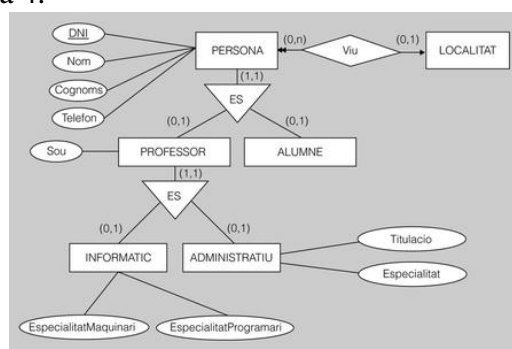 a 4.
DNI
Nom
Cognoms
Telefon
PERSONA
(0,n)
Viu
(0,1)
LOCALITAT
(1,1)
ES
(0,1)
(0,1)
Sou
PROFESSOR
ALUMNE
(1,1)
ES
(0,1)
(0,1)
INFORMATIC
ADMINISTRATIU
Titulacio
Especialitat
EspecialitatMaquinari
EspecialitatProgramari